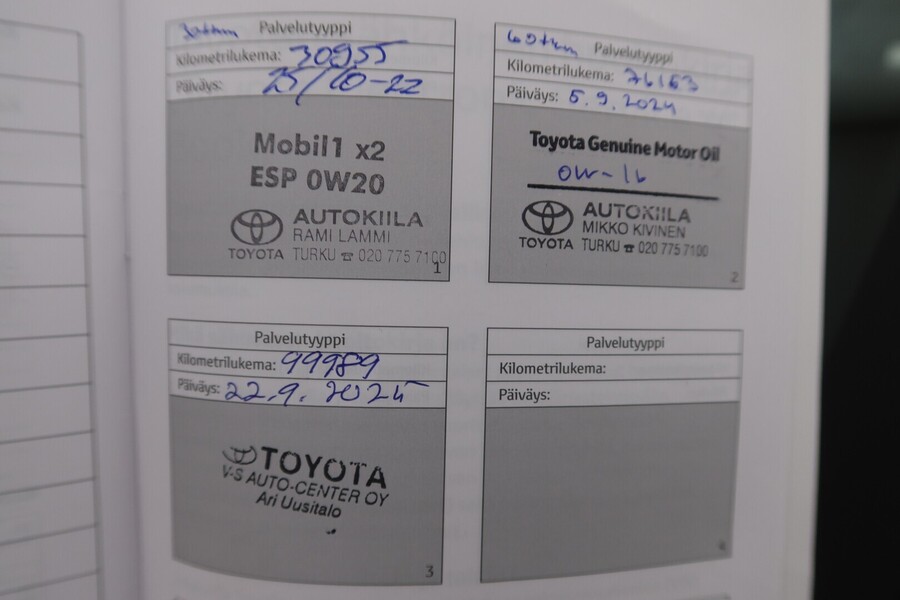 30tkm Palvelutyyppi
Kilometrilukema: 30955
Päiväys: 25/10-22
Mobil1 x2
ESP 0W20
AUTOKIILA
RAMI LAMMI
TOYOTA TURKU ☎ 020 775 7100
1
60tkm Palvelutyyppi
Kilometrilukema: 76163
Päiväys: 5.9.2024
Toyota Genuine Motor Oil
0W-16
AUTOKIILA
MIKKO KIVINEN
TOYOTA TURKU ☎ 020 775 7100
2
Palvelutyyppi
Kilometrilukema: 99989
Päiväys: 22.9.2025
TOYOTA
V-S AUTO-CENTER OY
Ari Uusitalo
3
Palvelutyyppi
Kilometrilukema:
Päiväys:
4